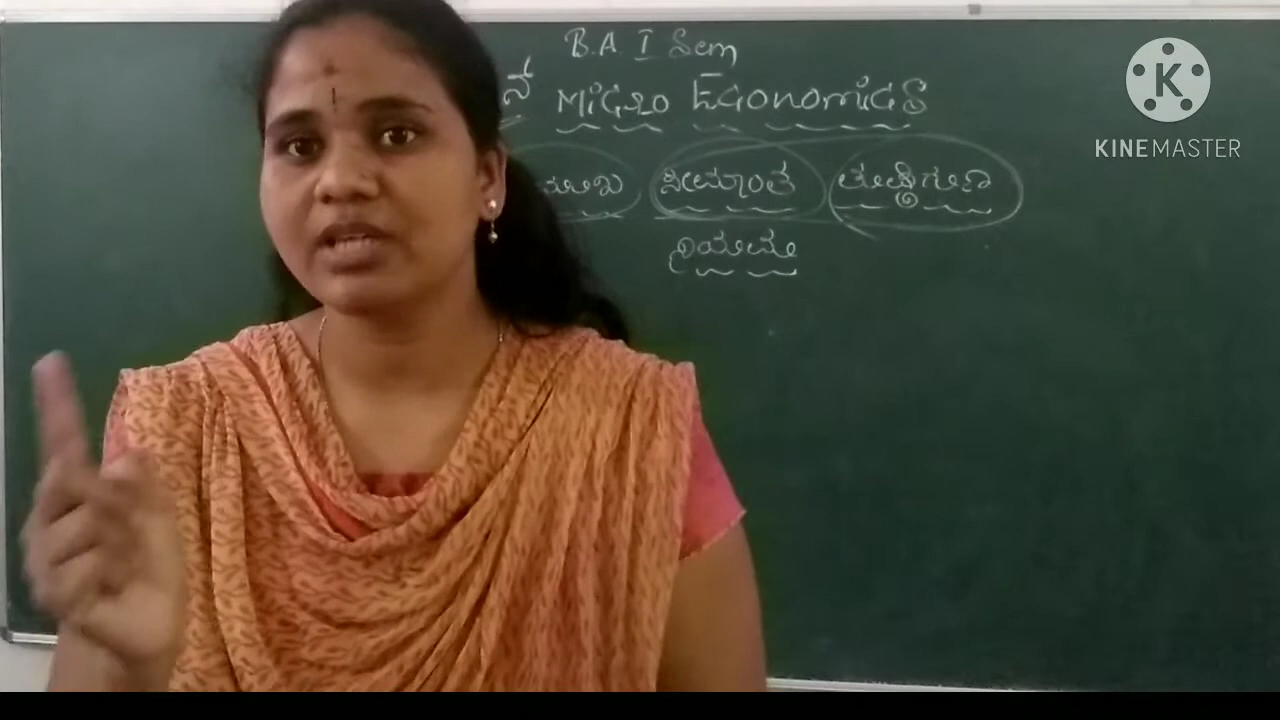 B.A. I Sem
ನೆ Micro Economics
ಮುಖ ಸೀಮಾಂತ ತುಷ್ಟಿಗುಣ
ನಿಯಮ
KINEMASTER